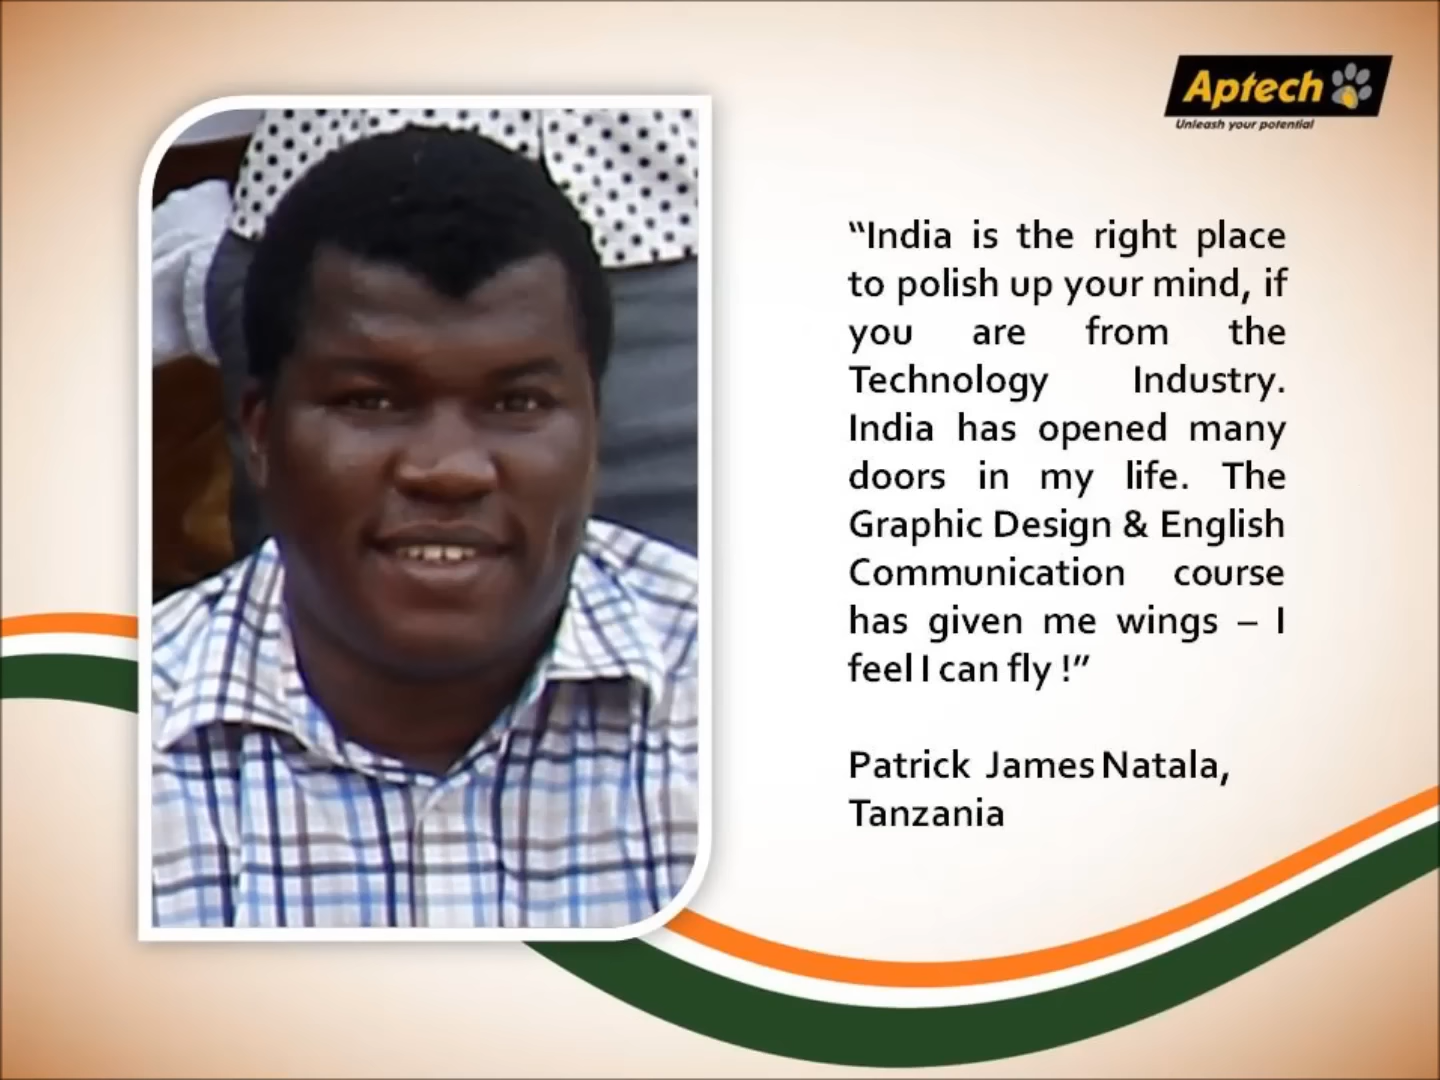 Aptech
Unleash your potential
“India is the right place
to polish up your mind, if
you are from the
Technology Industry.
India has opened many
doors in my life. The
Graphic Design & English
Communication course
has given me wings – I
feel I can fly !”
Patrick James Natala,
Tanzania